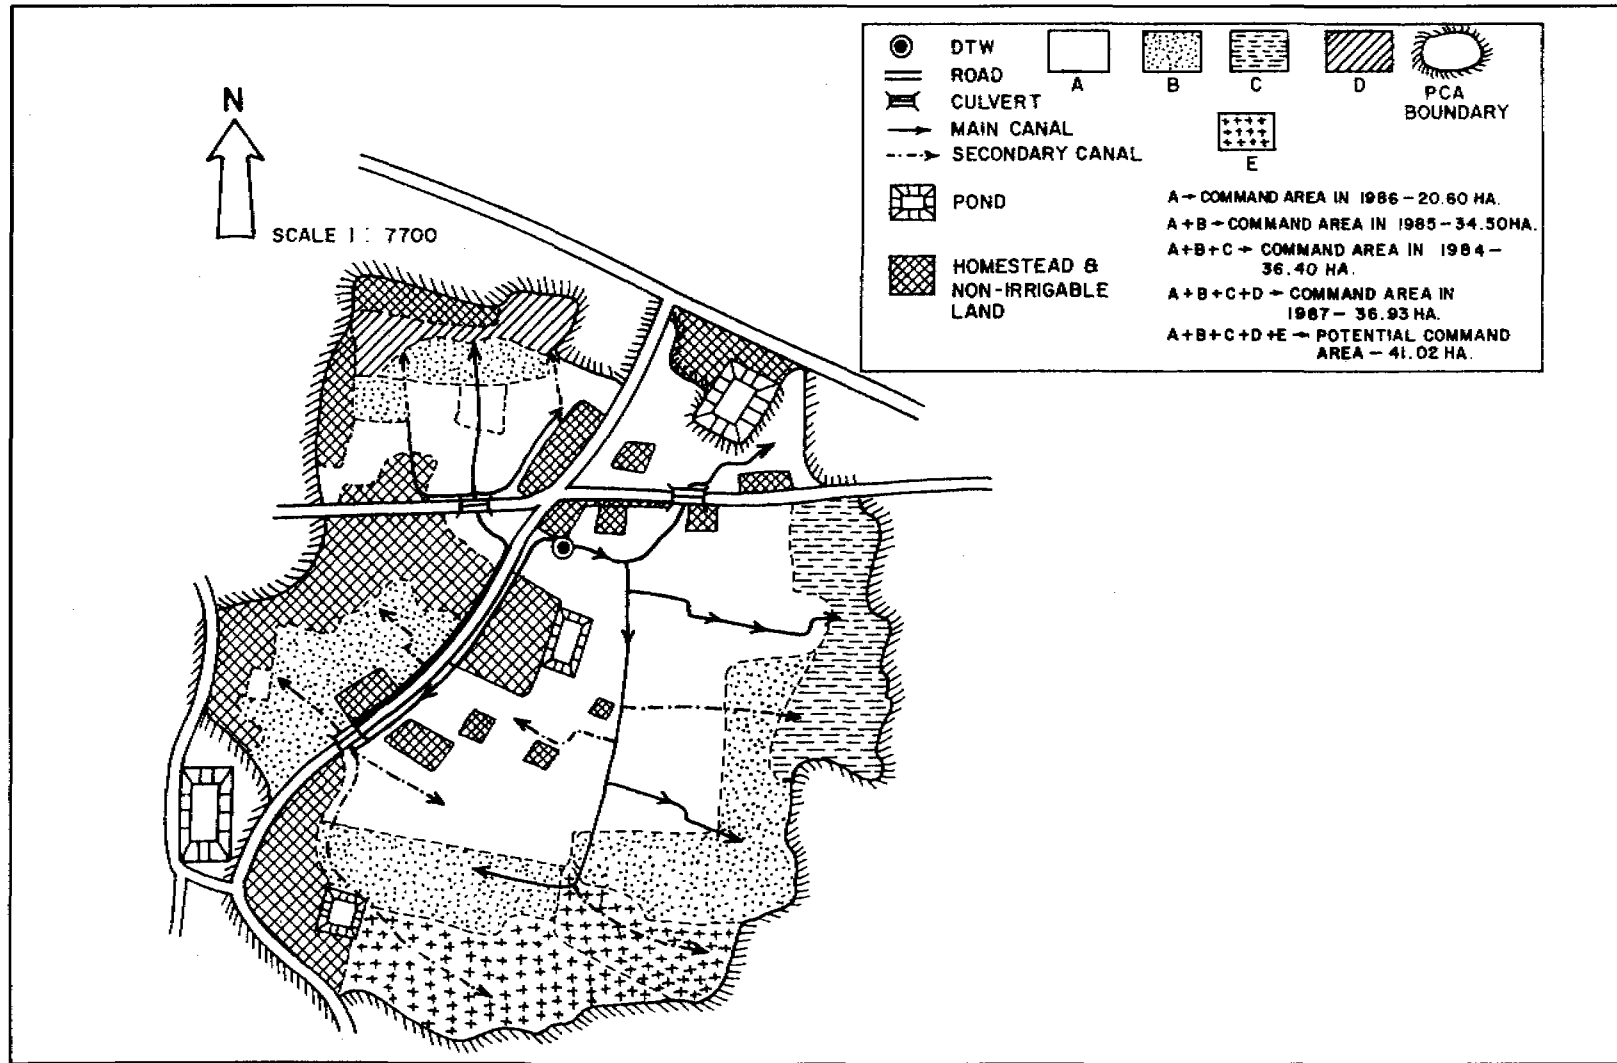 N
SCALE 1 : 7700
DTW
ROAD
CULVERT
MAIN CANAL
SECONDARY CANAL
POND
HOMESTEAD &
NON-IRRIGABLE
LAND
A
B
C
D
PCA
BOUNDARY
E
A → COMMAND AREA IN 1986 – 20.60 HA.
A+B → COMMAND AREA IN 1985 – 34.50HA.
A+B+C → COMMAND AREA IN 1984 –
36.40 HA.
A+B+C+D → COMMAND AREA IN
1987 – 36.93 HA.
A+B+C+D+E → POTENTIAL COMMAND
AREA – 41.02 HA.